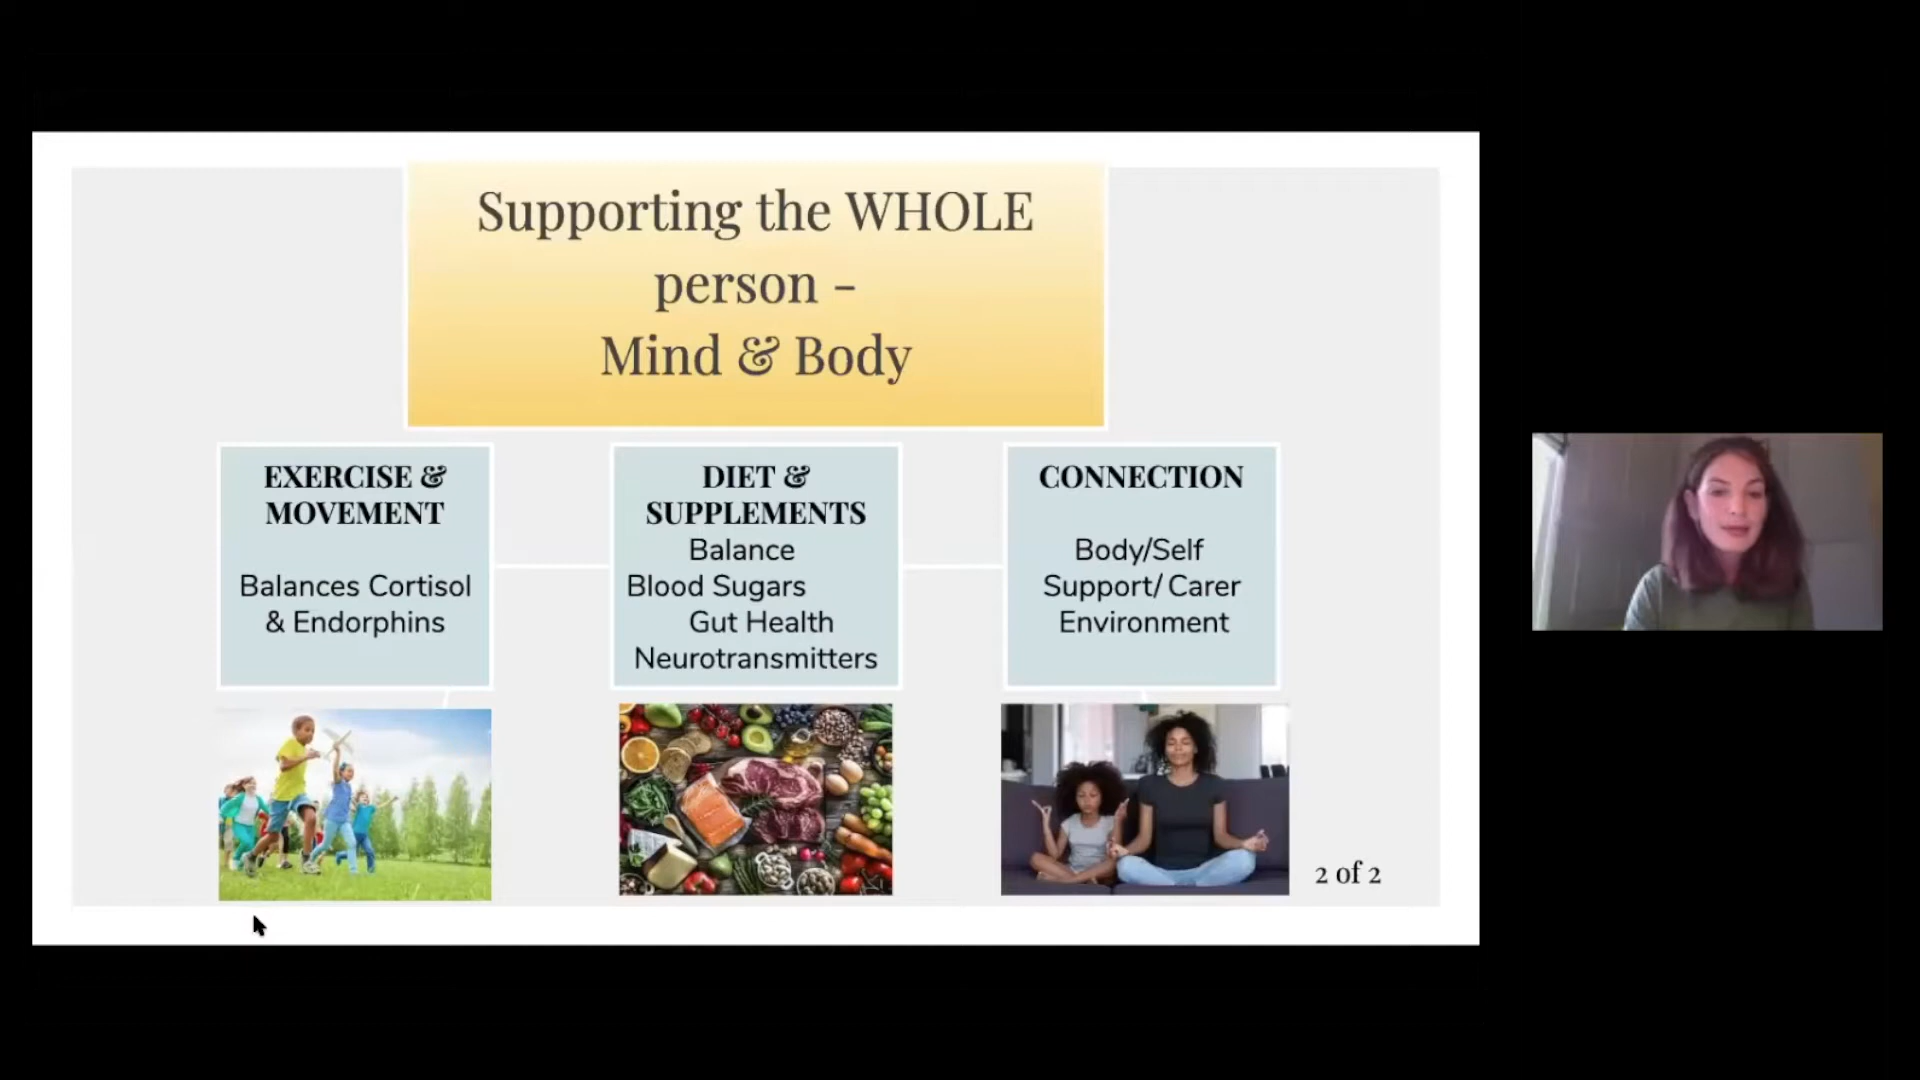 Supporting the WHOLE
person -
Mind & Body
EXERCISE &
MOVEMENT
Balances Cortisol
& Endorphins
DIET &
SUPPLEMENTS
Balance
Blood Sugars
Gut Health
Neurotransmitters
CONNECTION
Body/Self
Support/ Carer
Environment
2 of 2